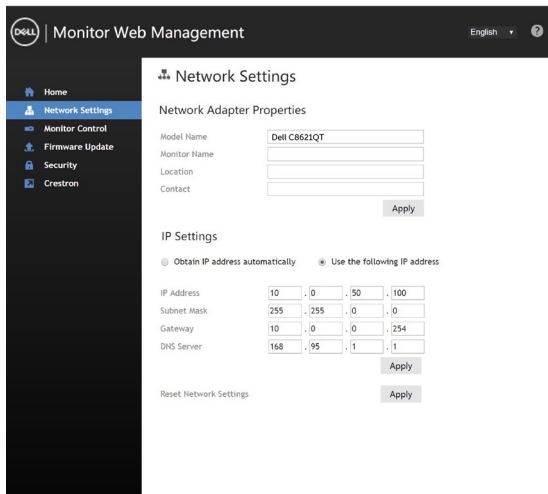 DELL | Monitor Web Management
English
?
Home
Network Settings
Monitor Control
Firmware Update
Security
Crestron
Network Settings
Network Adapter Properties
Model Name Dell C8621QT
Monitor Name
Location
Contact
Apply
IP Settings
Obtain IP address automatically Use the following IP address
IP Address 10 . 0 . 50 . 100
Subnet Mask 255 . 255 . 0 . 0
Gateway 10 . 0 . 0 . 254
DNS Server 168 . 95 . 1 . 1
Apply
Reset Network Settings Apply